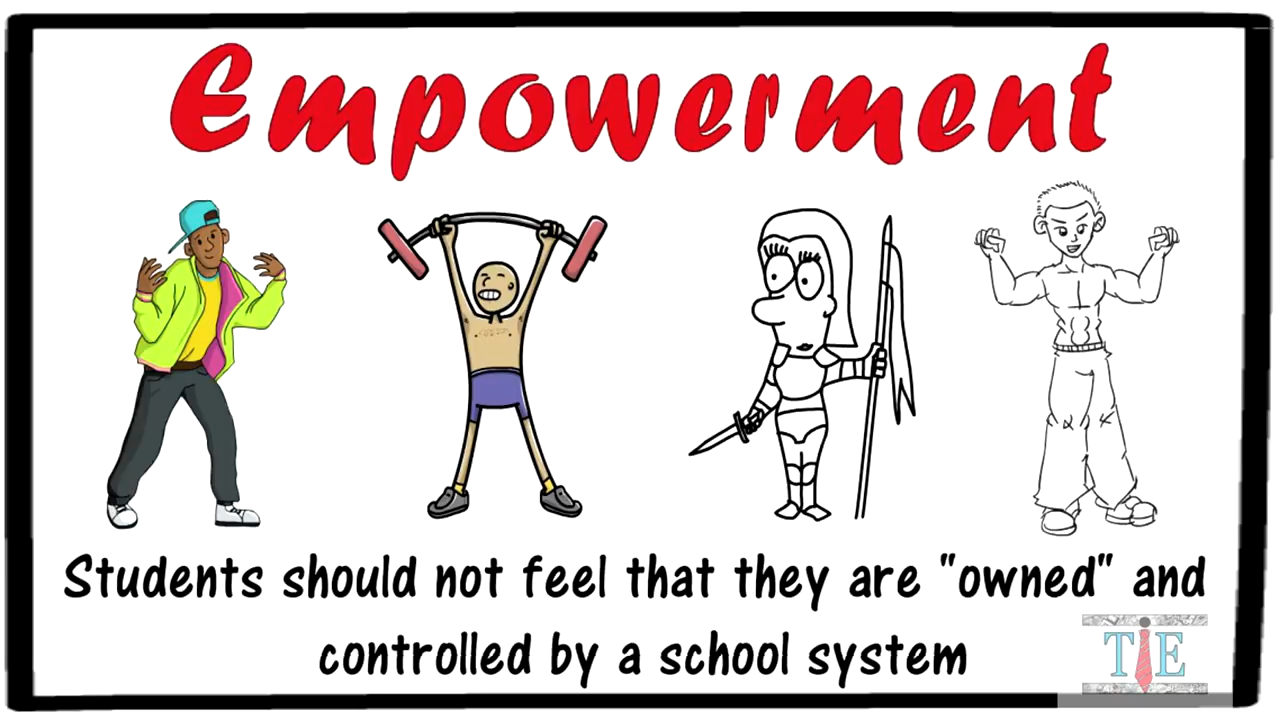 Empowerment
Students should not feel that they are "owned" and
controlled by a school system
TIE